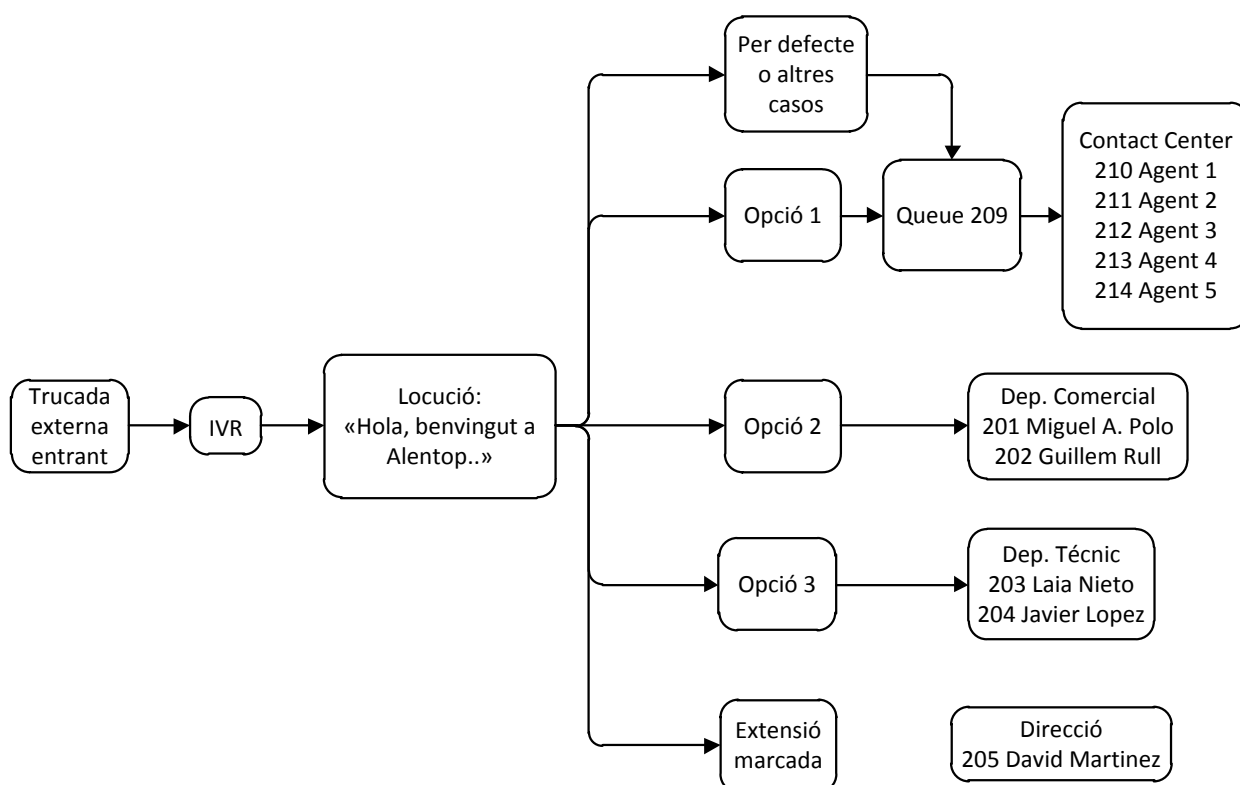 Trucada
externa
entrant
IVR
Locució:
«Hola, benvingut a
Alentop..»
Per defecte
o altres
casos
Opció 1
Queue 209
Contact Center
210 Agent 1
211 Agent 2
212 Agent 3
213 Agent 4
214 Agent 5
Opció 2
Dep. Comercial
201 Miguel A. Polo
202 Guillem Rull
Opció 3
Dep. Técnic
203 Laia Nieto
204 Javier Lopez
Extensió
marcada
Direcció
205 David Martinez